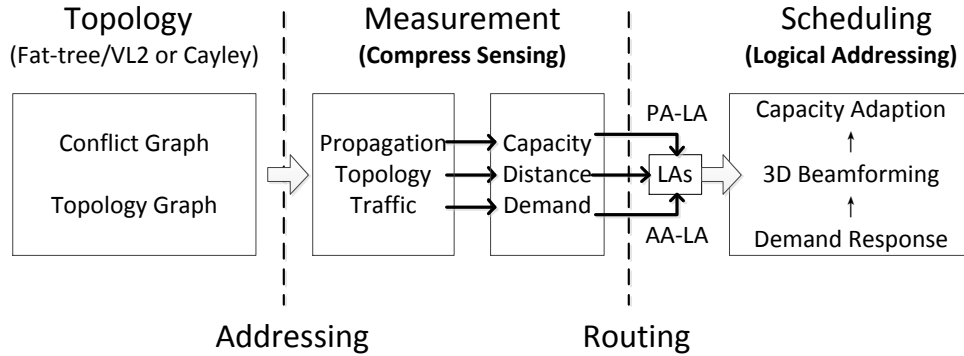 Topology
(Fat-tree/VL2 or Cayley)
Conflict Graph
Topology Graph
Measurement
(Compress Sensing)
Propagation
Topology
Traffic
Capacity
Distance
Demand
PA-LA
LAs
AA-LA
Scheduling
(Logical Addressing)
Capacity Adaption
3D Beamforming
Demand Response
Addressing
Routing